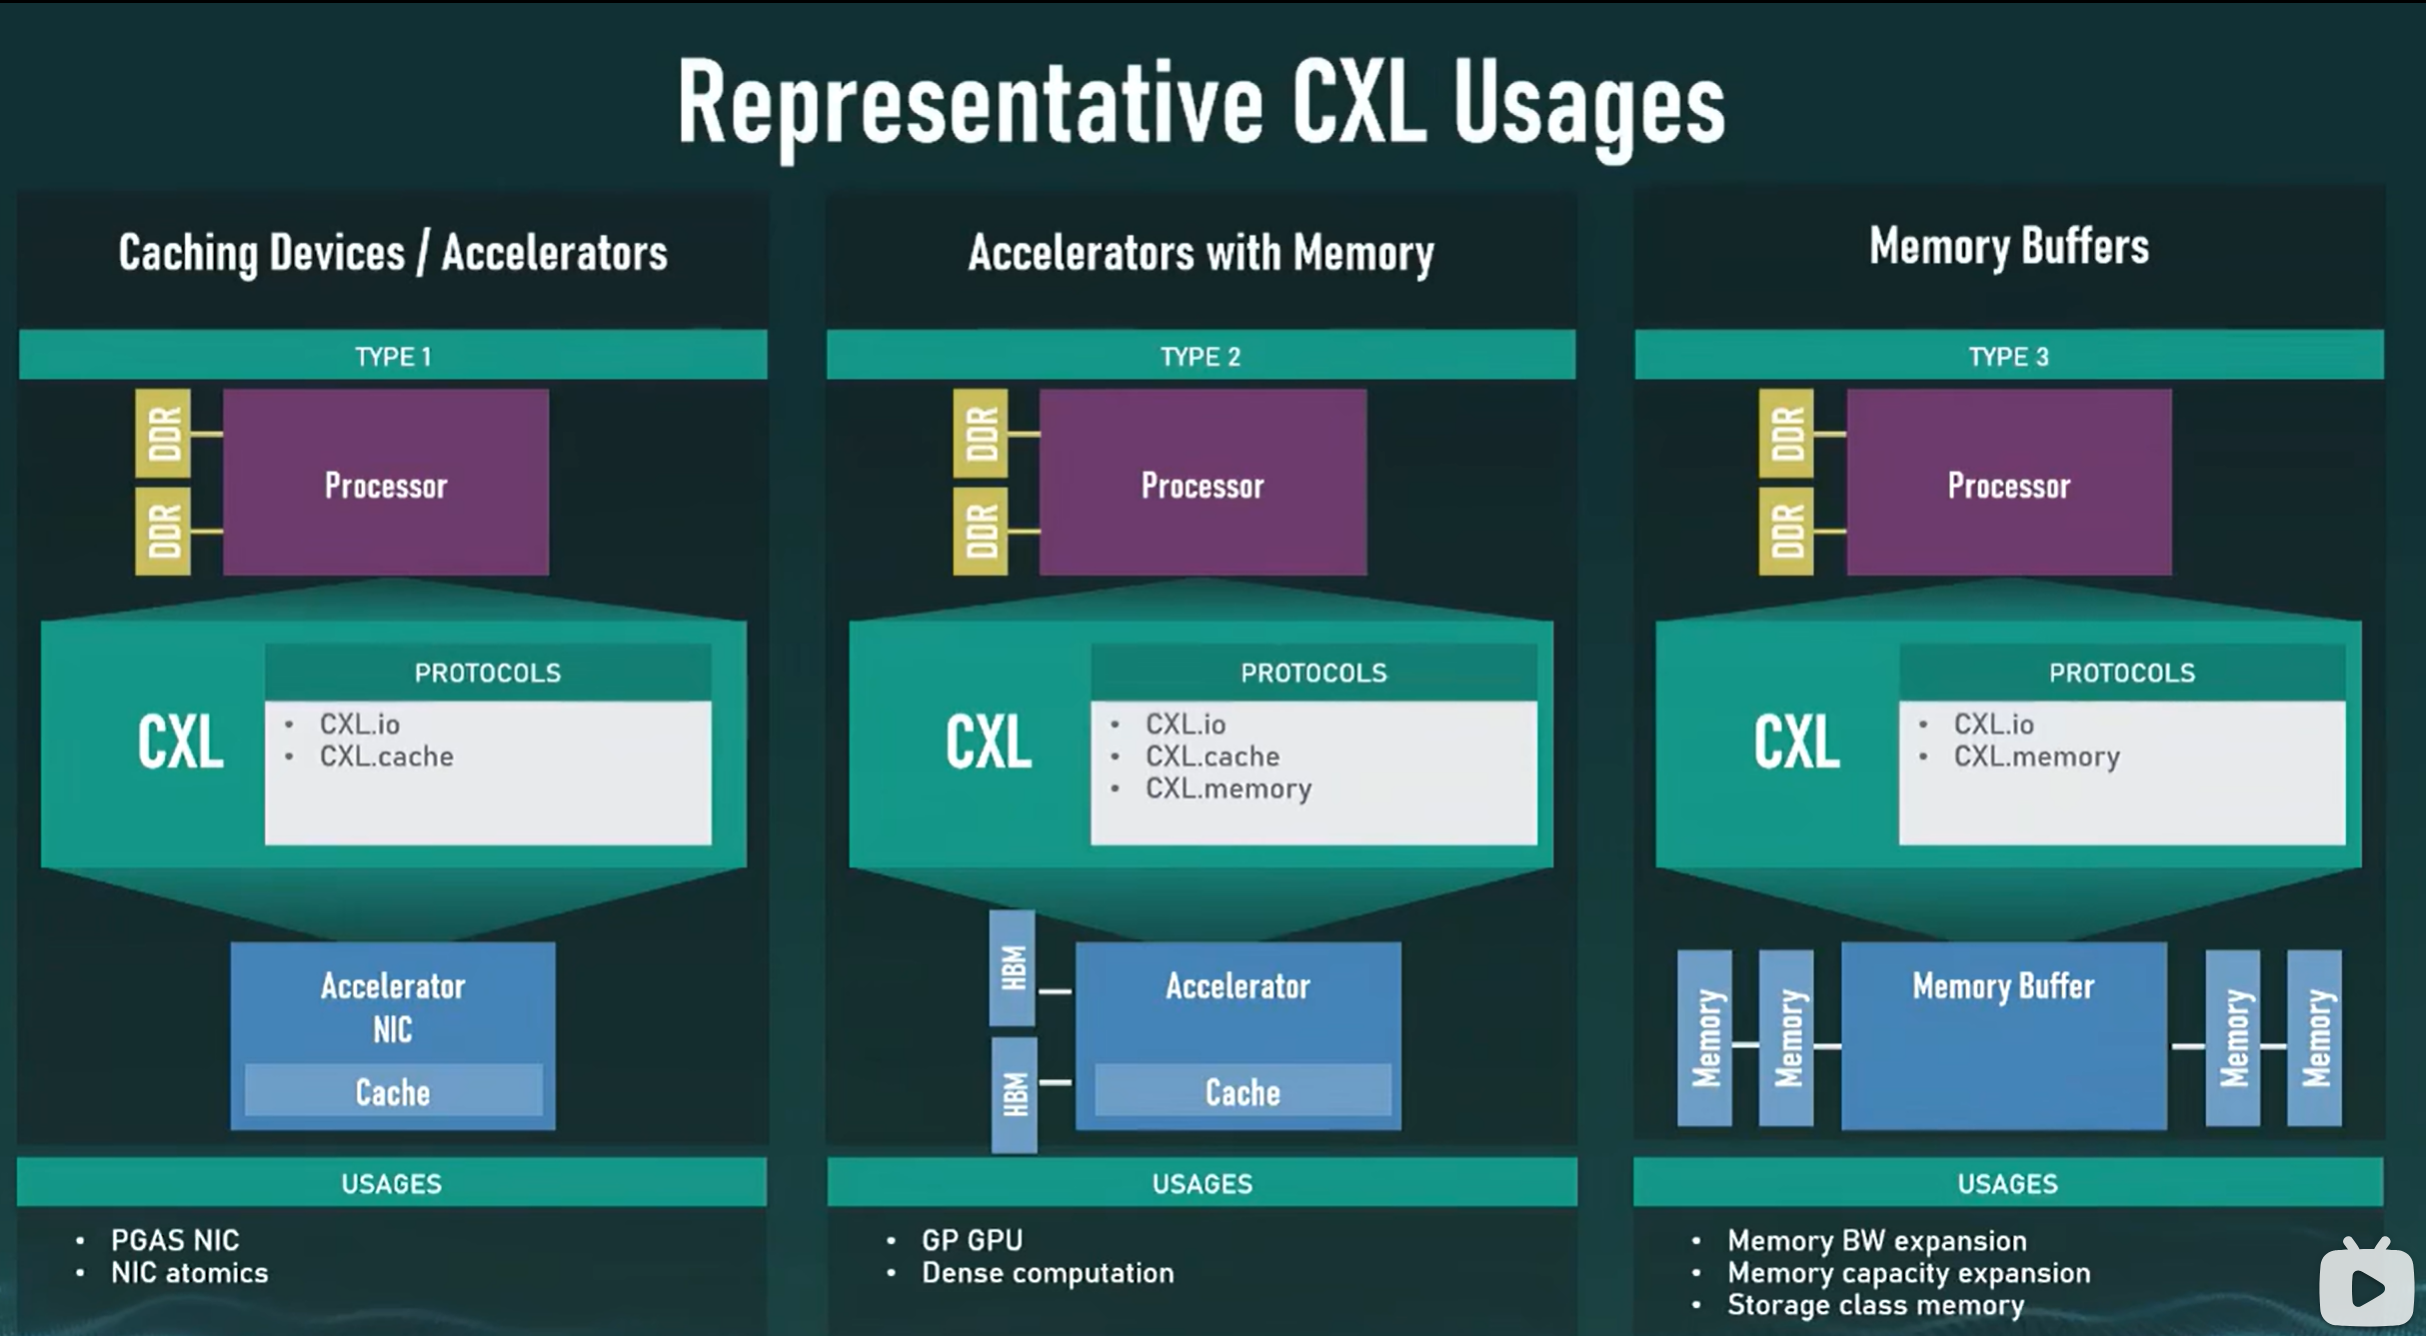 Representative CXL Usages
Caching Devices / Accelerators
TYPE 1
DDR
DDR
Processor
CXL
PROTOCOLS
• CXL.io
• CXL.cache
Accelerator
NIC
Cache
USAGES
• PGAS NIC
• NIC atomics
Accelerators with Memory
TYPE 2
DDR
DDR
Processor
CXL
PROTOCOLS
• CXL.io
• CXL.cache
• CXL.memory
HBM
HBM
Accelerator
Cache
USAGES
• GP GPU
• Dense computation
Memory Buffers
TYPE 3
DDR
DDR
Processor
CXL
PROTOCOLS
• CXL.io
• CXL.memory
Memory
Memory
Memory Buffer
Memory
Memory
USAGES
• Memory BW expansion
• Memory capacity expansion
• Storage class memory